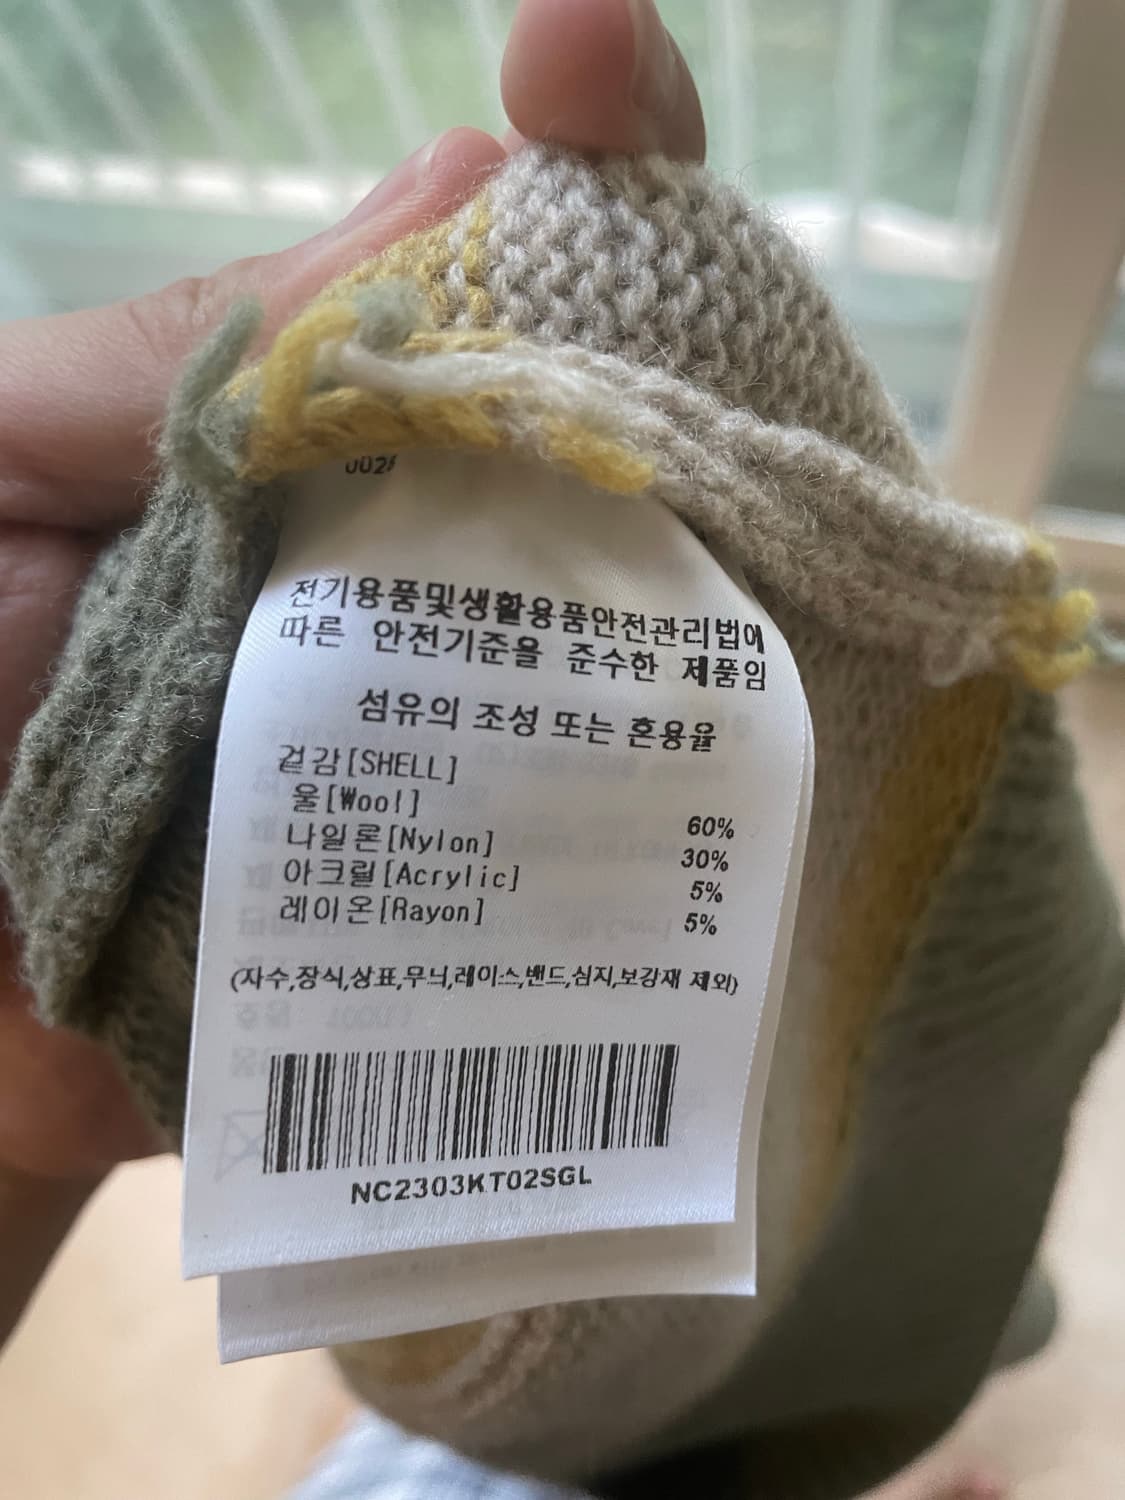 전기용품및생활용품안전관리법에
따른 안전기준을 준수한 제품임
섬유의 조성 또는 혼용율
겉감[SHELL]
울[Wool] 60%
나일론[Nylon] 30%
아크릴[Acrylic] 5%
레이온[Rayon] 5%
(자수,장식,상표,무늬,레이스,밴드,심지,보강재 제외)
NC2303KT02SGL